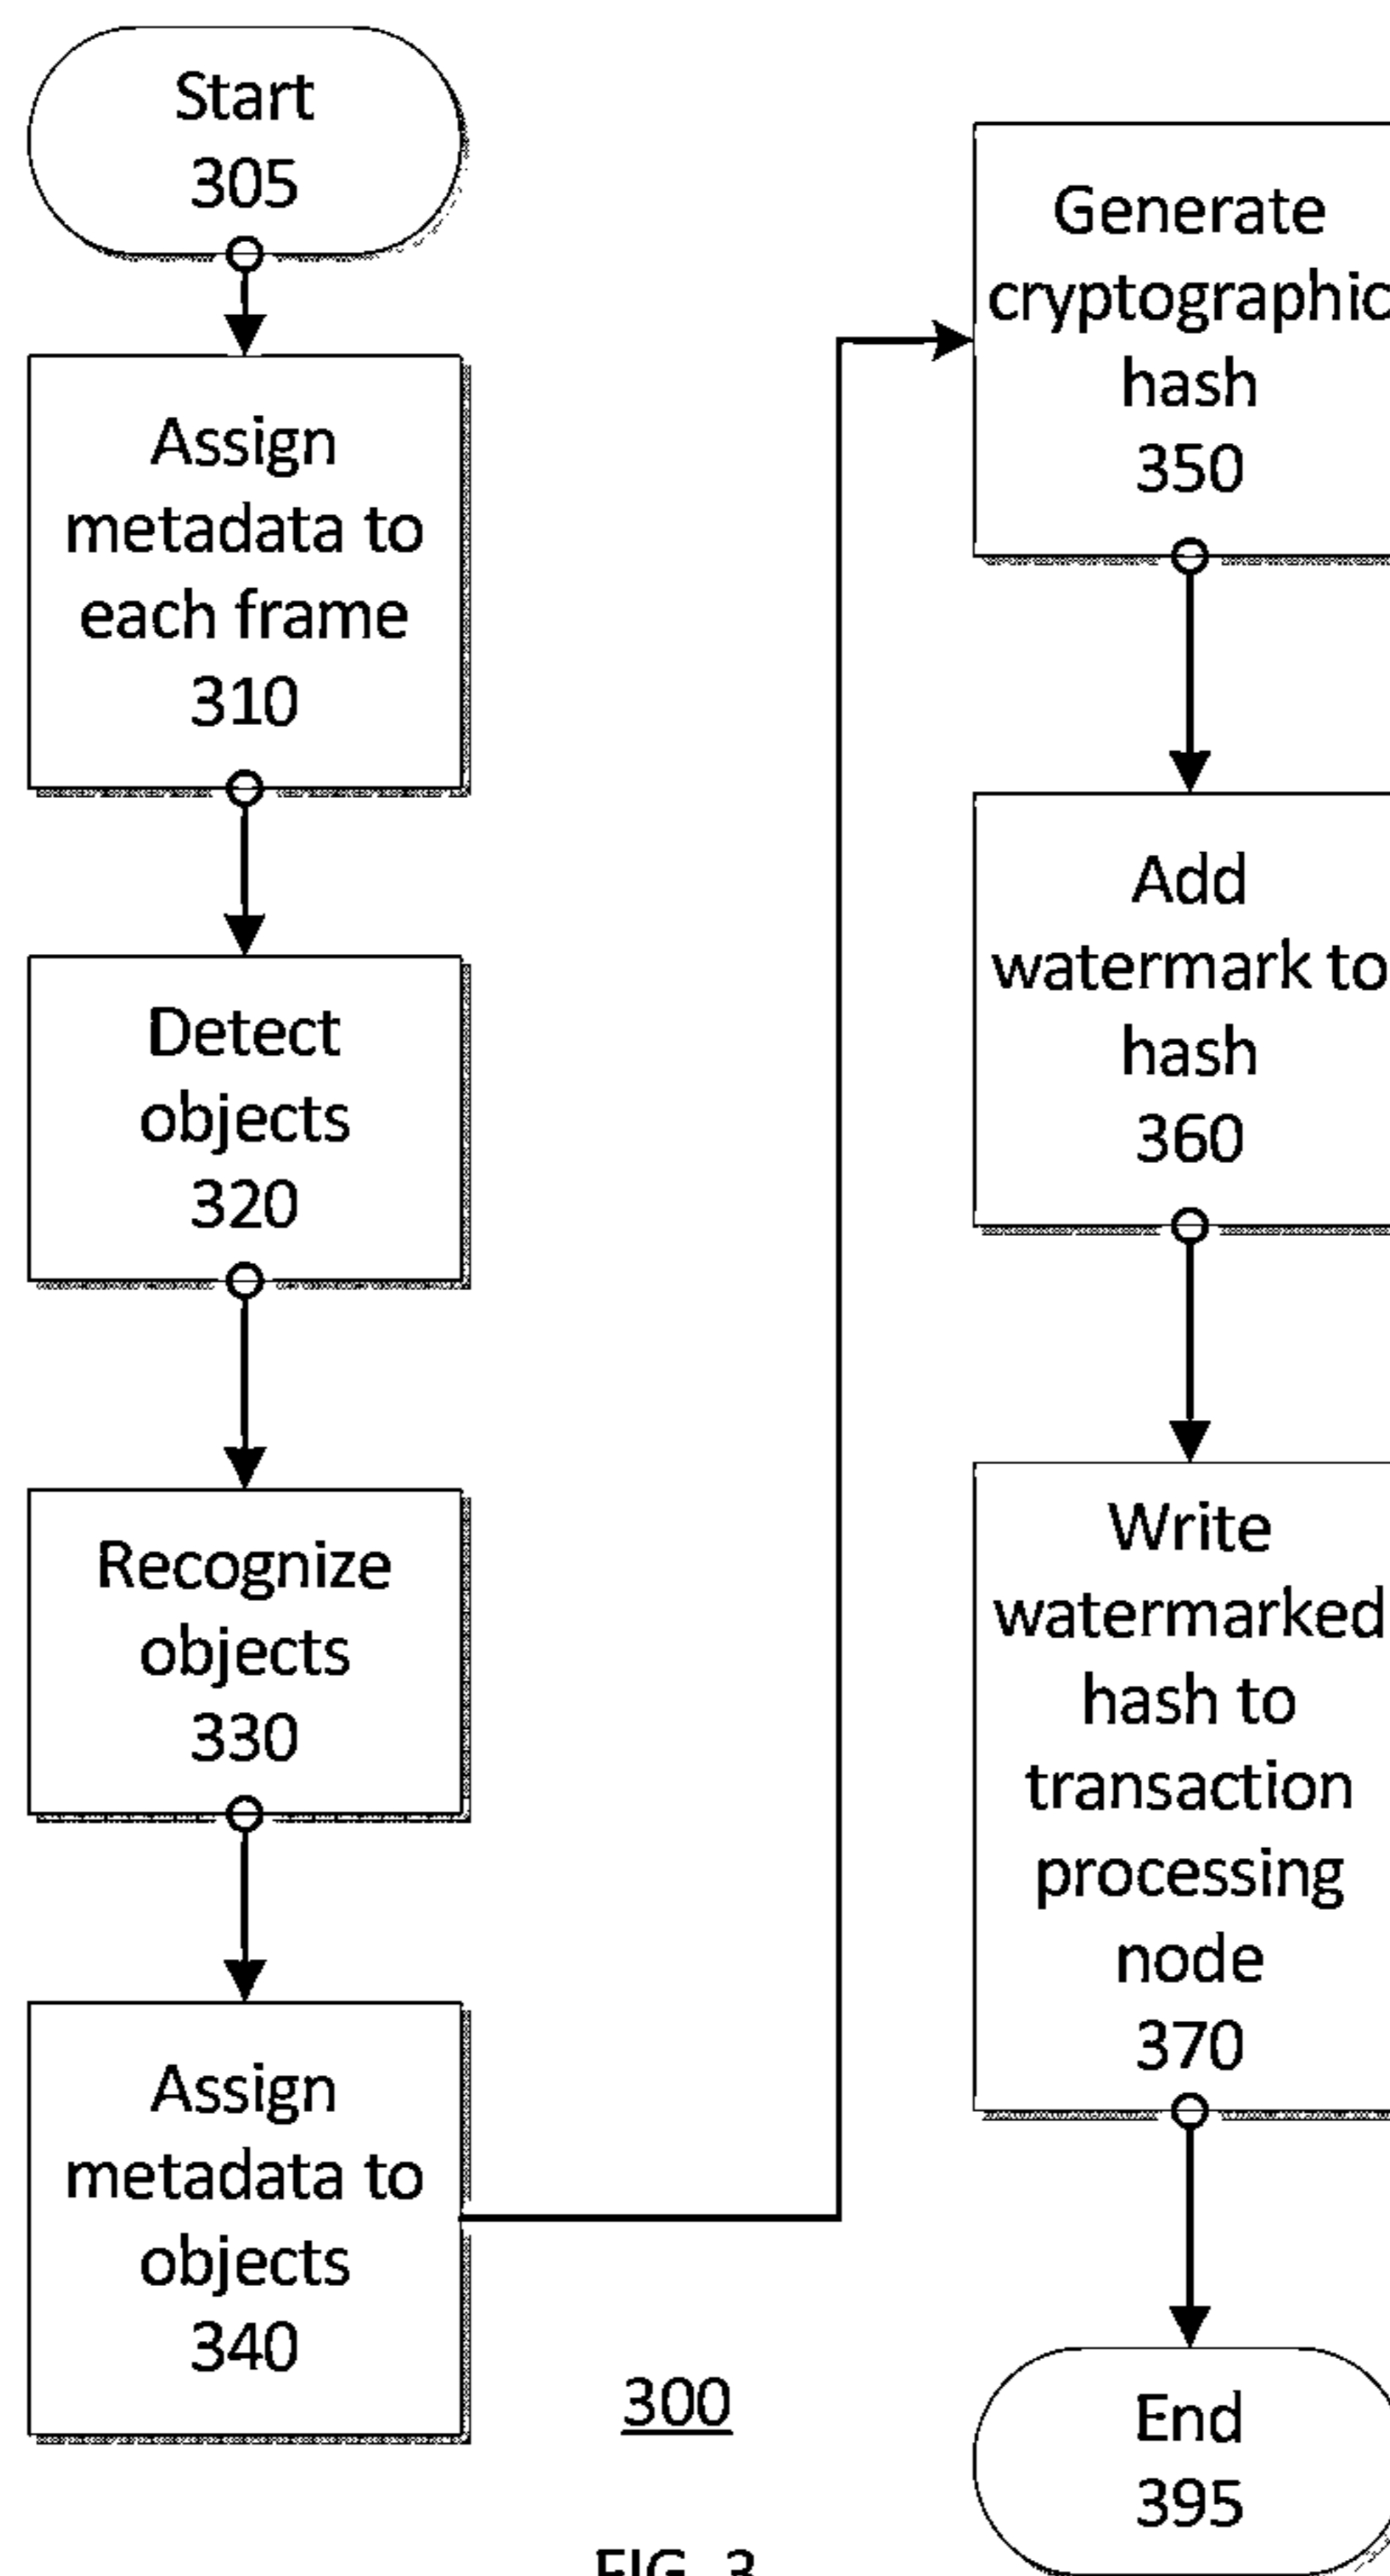 Start
305
Assign
metadata to
each frame
310
Detect
objects
320
Recognize
objects
330
Assign
metadata to
objects
340
Generate
cryptographic
hash
350
Add
watermark to
hash
360
Write
watermarked
hash to
transaction
processing
node
370
End
395
300
FIG. 3